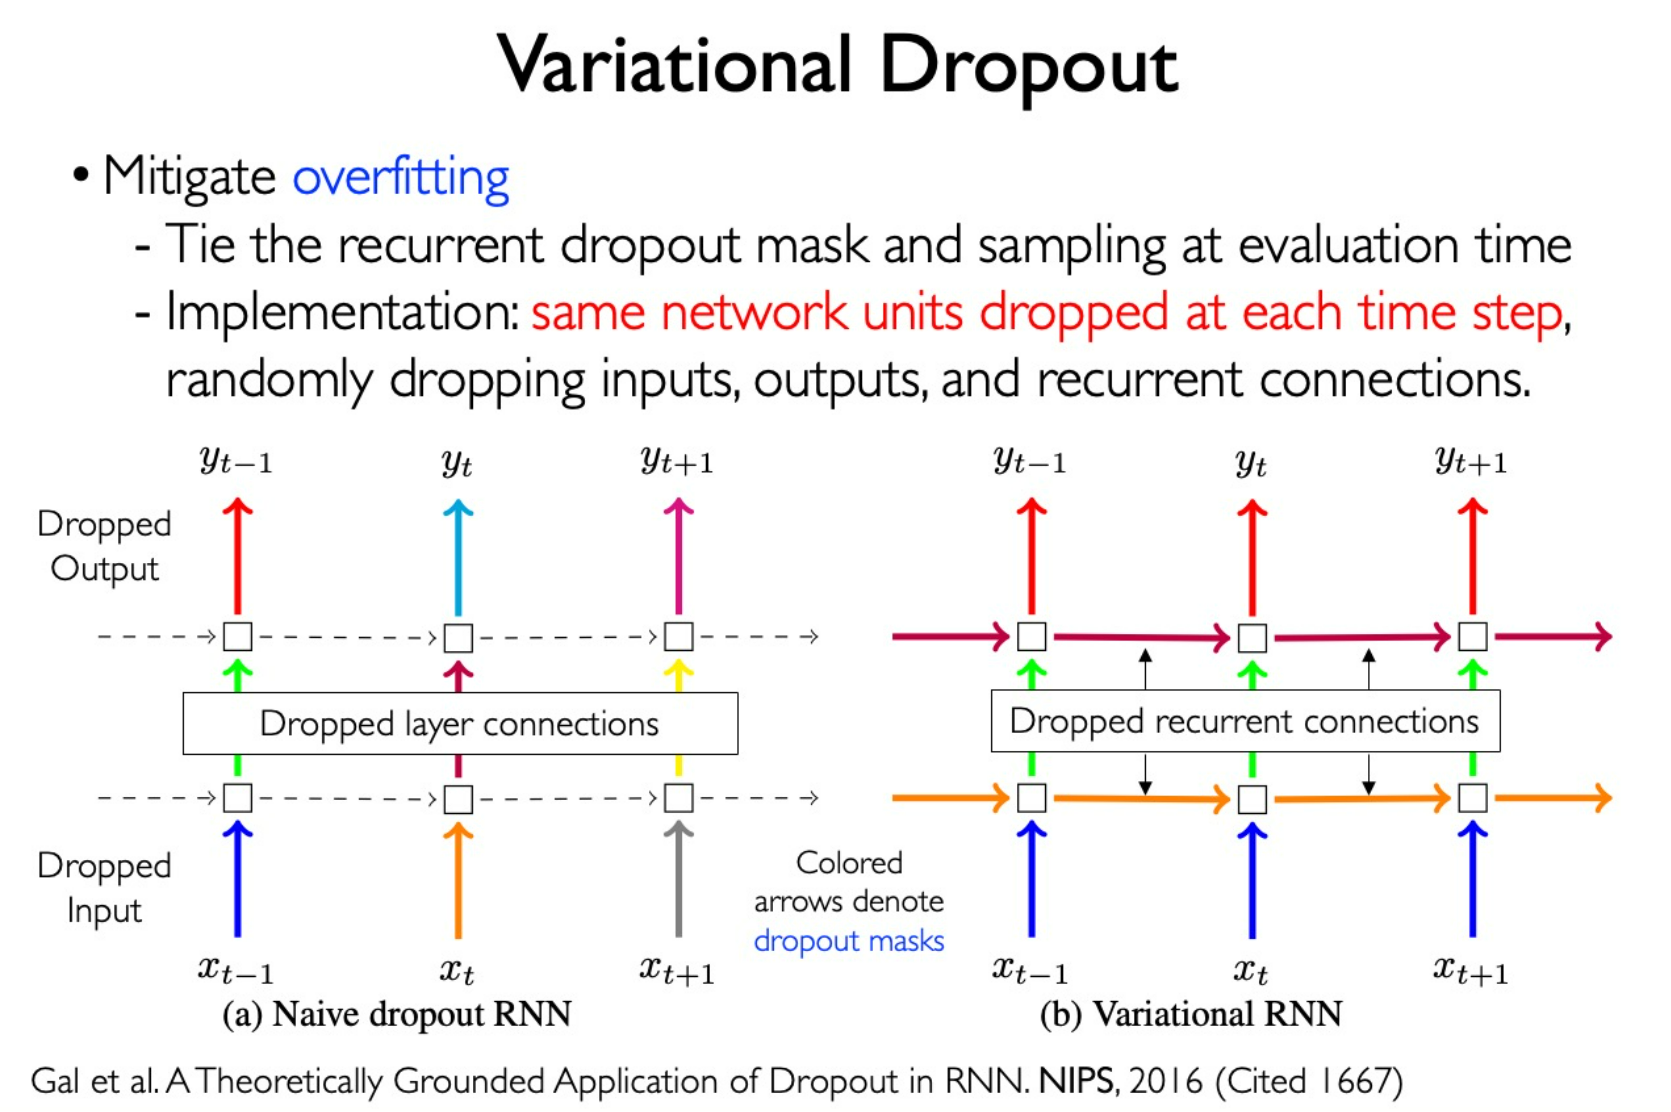 Variational Dropout
• Mitigate overfitting
- Tie the recurrent dropout mask and sampling at evaluation time
- Implementation: same network units dropped at each time step,
randomly dropping inputs, outputs, and recurrent connections.
y_{t−1} y_t y_{t+1} y_{t−1} y_t y_{t+1}
Dropped
Output
Dropped layer connections
Dropped recurrent connections
Dropped
Input
Colored
arrows denote
dropout masks
x_{t−1} x_t x_{t+1} x_{t−1} x_t x_{t+1}
(a) Naive dropout RNN
(b) Variational RNN
Gal et al. A Theoretically Grounded Application of Dropout in RNN. NIPS, 2016 (Cited 1667)